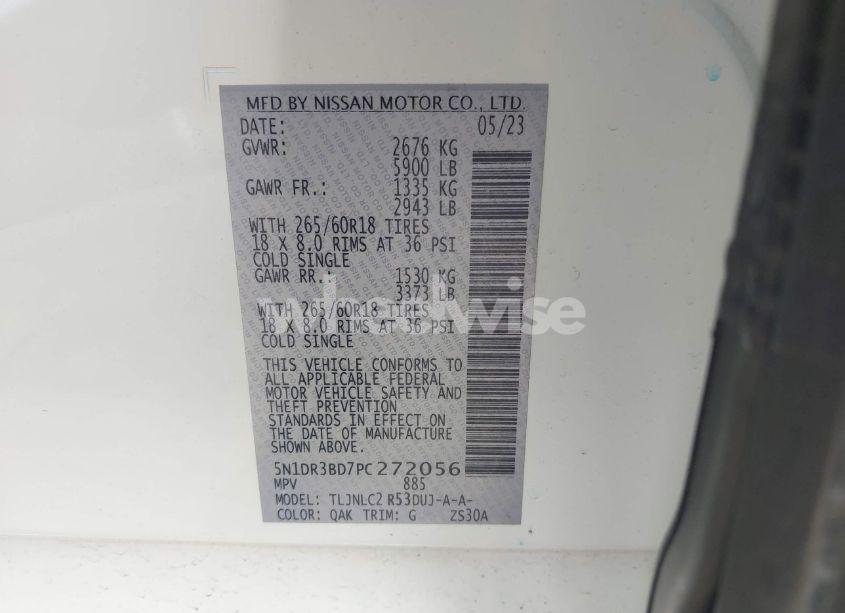 MFD BY NISSAN MOTOR CO., LTD.
DATE: 05/23
GVWR: 2676 KG
5900 LB
GAWR FR.: 1335 KG
2943 LB
WITH 265/60R18 TIRES
18 X 8.0 RIMS AT 36 PSI
COLD SINGLE
GAWR RR.: 1530 KG
3373 LB
WITH 265/60R18 TIRES
18 X 8.0 RIMS AT 36 PSI
COLD SINGLE
wheelwise
THIS VEHICLE CONFORMS TO
ALL APPLICABLE FEDERAL
MOTOR VEHICLE SAFETY AND
THEFT PREVENTION
STANDARDS IN EFFECT ON
THE DATE OF MANUFACTURE
SHOWN ABOVE.
5N1DR3BD7PC272056
MPV 885
MODEL: TLJNLC2 R53DUJ-A-A-
COLOR: QAK TRIM: G ZS30A